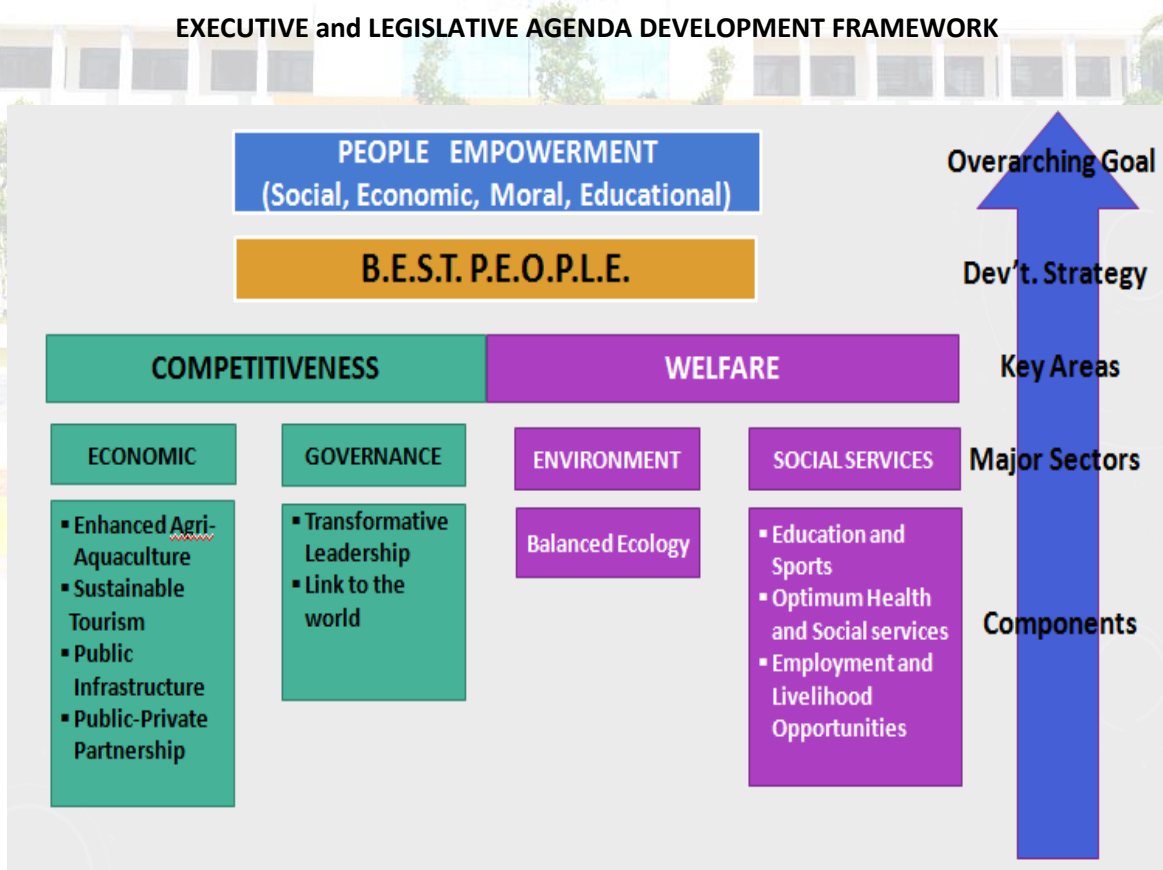 EXECUTIVE and LEGISLATIVE AGENDA DEVELOPMENT FRAMEWORK
PEOPLE EMPOWERMENT
(Social, Economic, Moral, Educational)
Overarching Goal
B.E.S.T. P.E.O.P.L.E.
Dev't. Strategy
COMPETITIVENESS
WELFARE
Key Areas
ECONOMIC
GOVERNANCE
ENVIRONMENT
SOCIAL SERVICES
Major Sectors
▪ Enhanced Agri-
Aquaculture
▪ Sustainable
Tourism
▪ Public
Infrastructure
▪ Public-Private
Partnership
▪ Transformative
Leadership
▪ Link to the
world
Balanced Ecology
▪ Education and
Sports
▪ Optimum Health
and Social services
▪ Employment and
Livelihood
Opportunities
Components